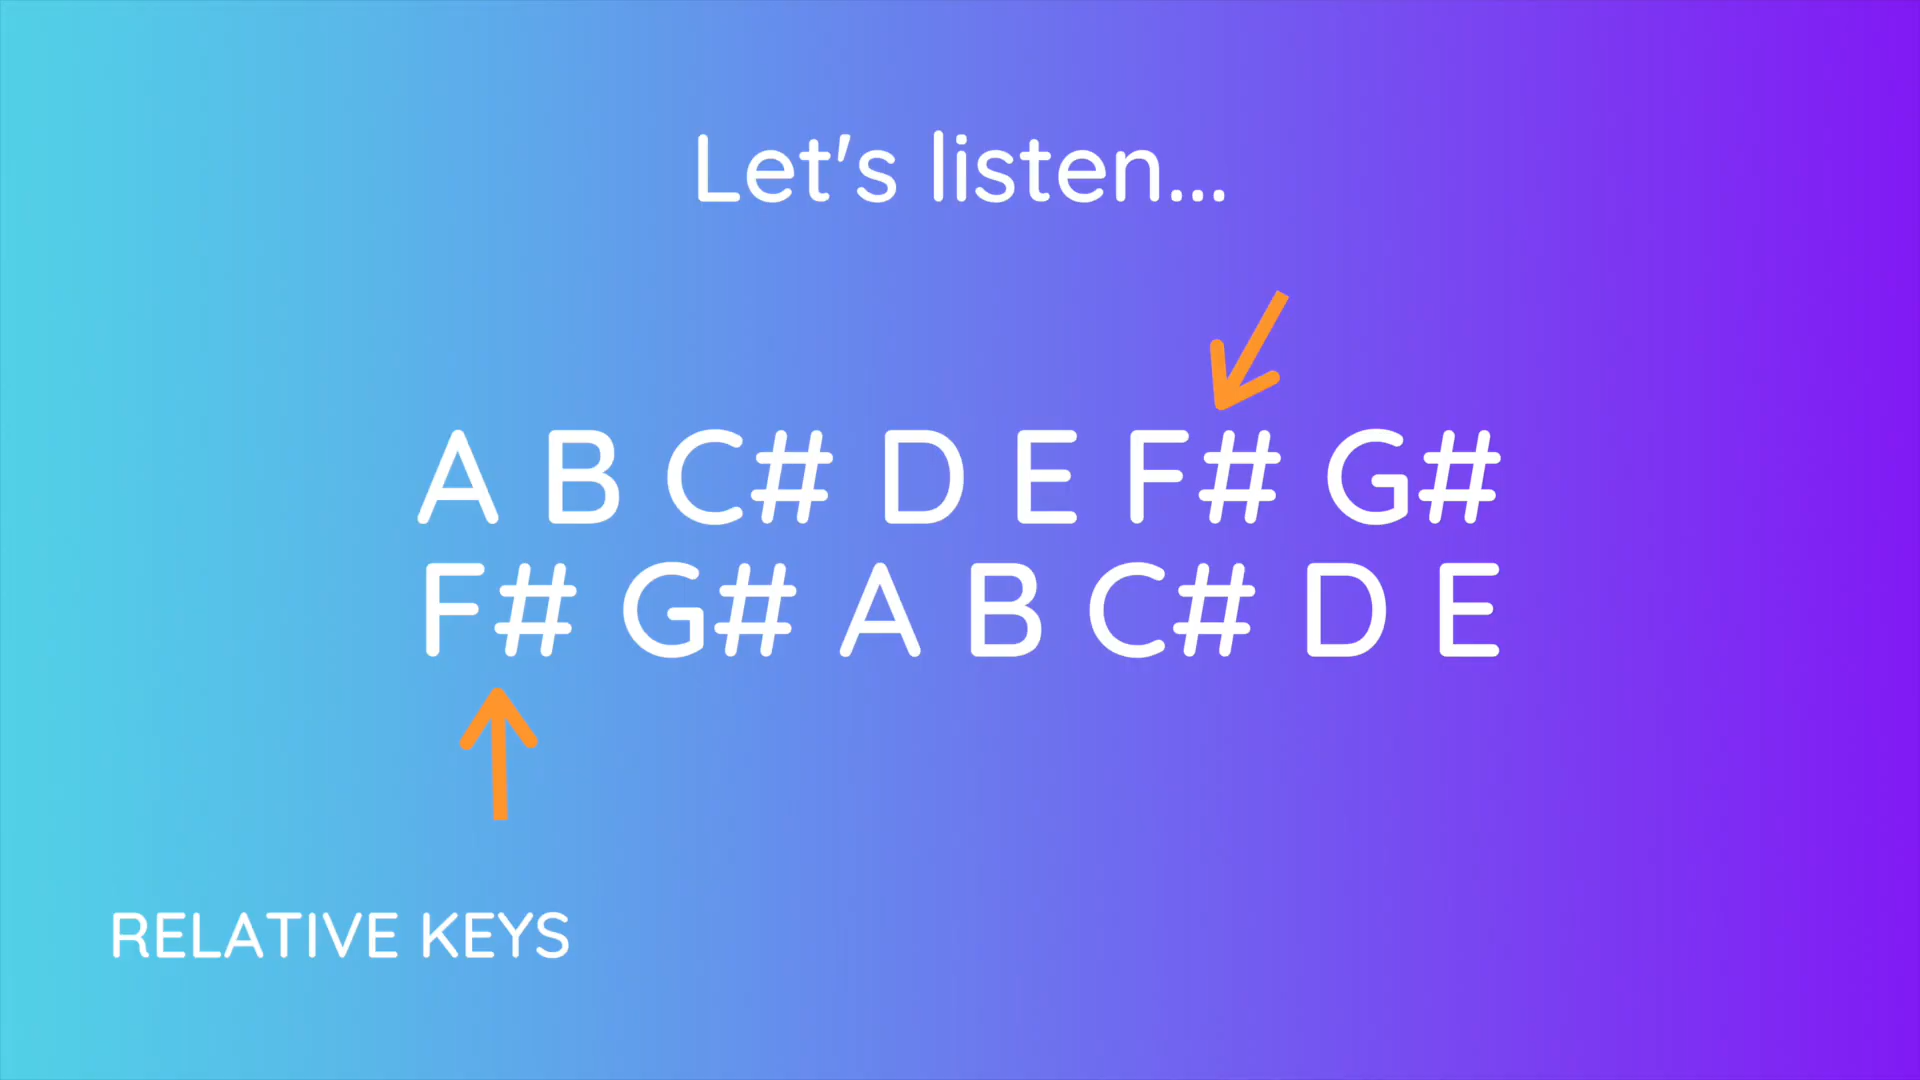 Let's listen...
A B C# D E F# G#
F# G# A B C# D E
RELATIVE KEYS